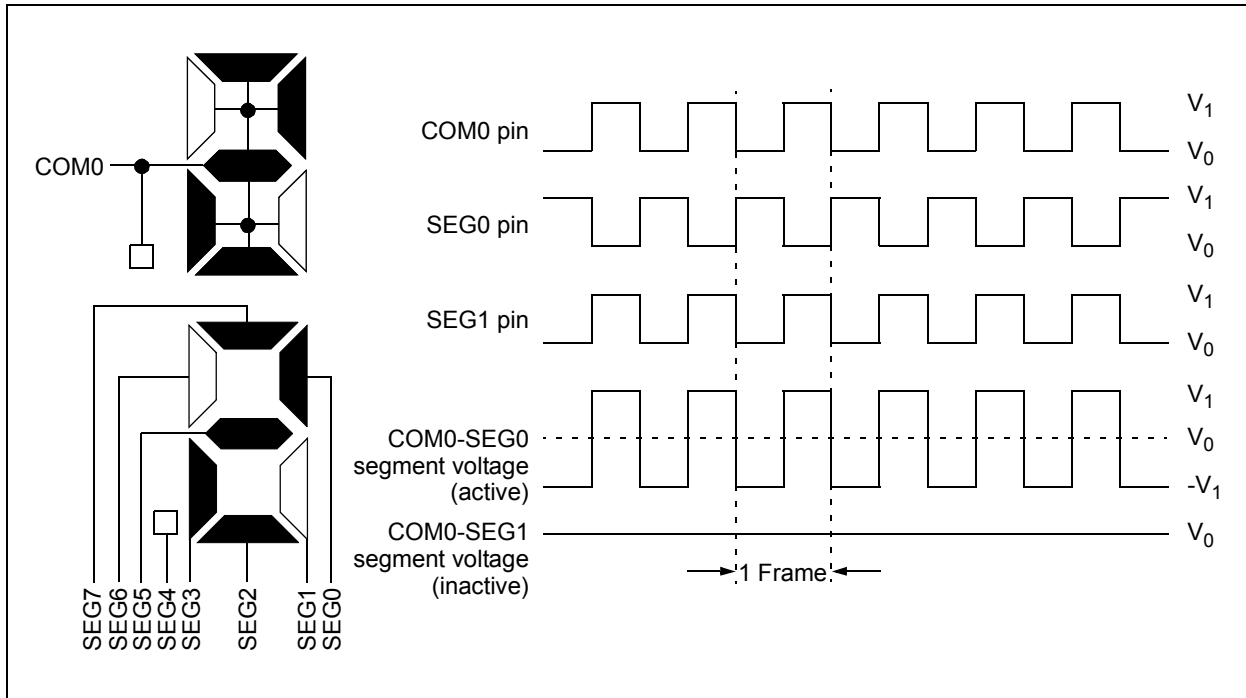 COM0
COM0 pin
V1
V0
SEG0 pin
V1
V0
SEG1 pin
V1
V0
COM0-SEG0
segment voltage
(active)
V1
V0
-V1
COM0-SEG1
segment voltage
(inactive)
V0
1 Frame
SEG7
SEG6
SEG5
SEG4
SEG3
SEG2
SEG1
SEG0